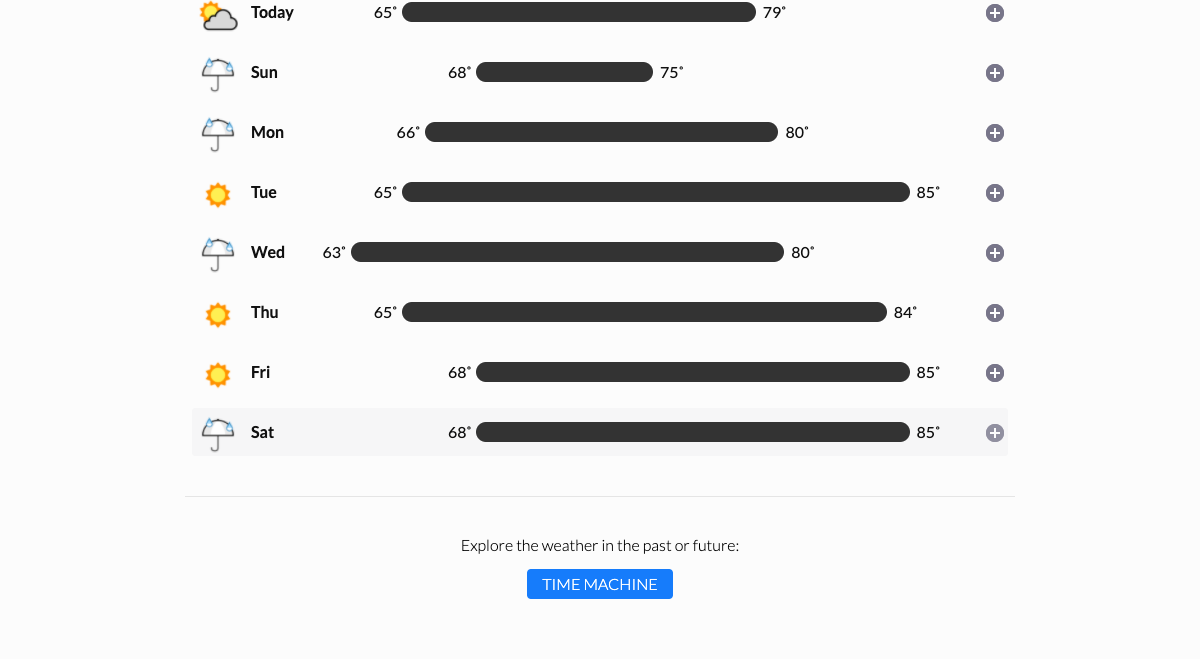 Today 65˚ 79˚
Sun 68˚ 75˚
Mon 66˚ 80˚
Tue 65˚ 85˚
Wed 63˚ 80˚
Thu 65˚ 84˚
Fri 68˚ 85˚
Sat 68˚ 85˚
Explore the weather in the past or future:
TIME MACHINE